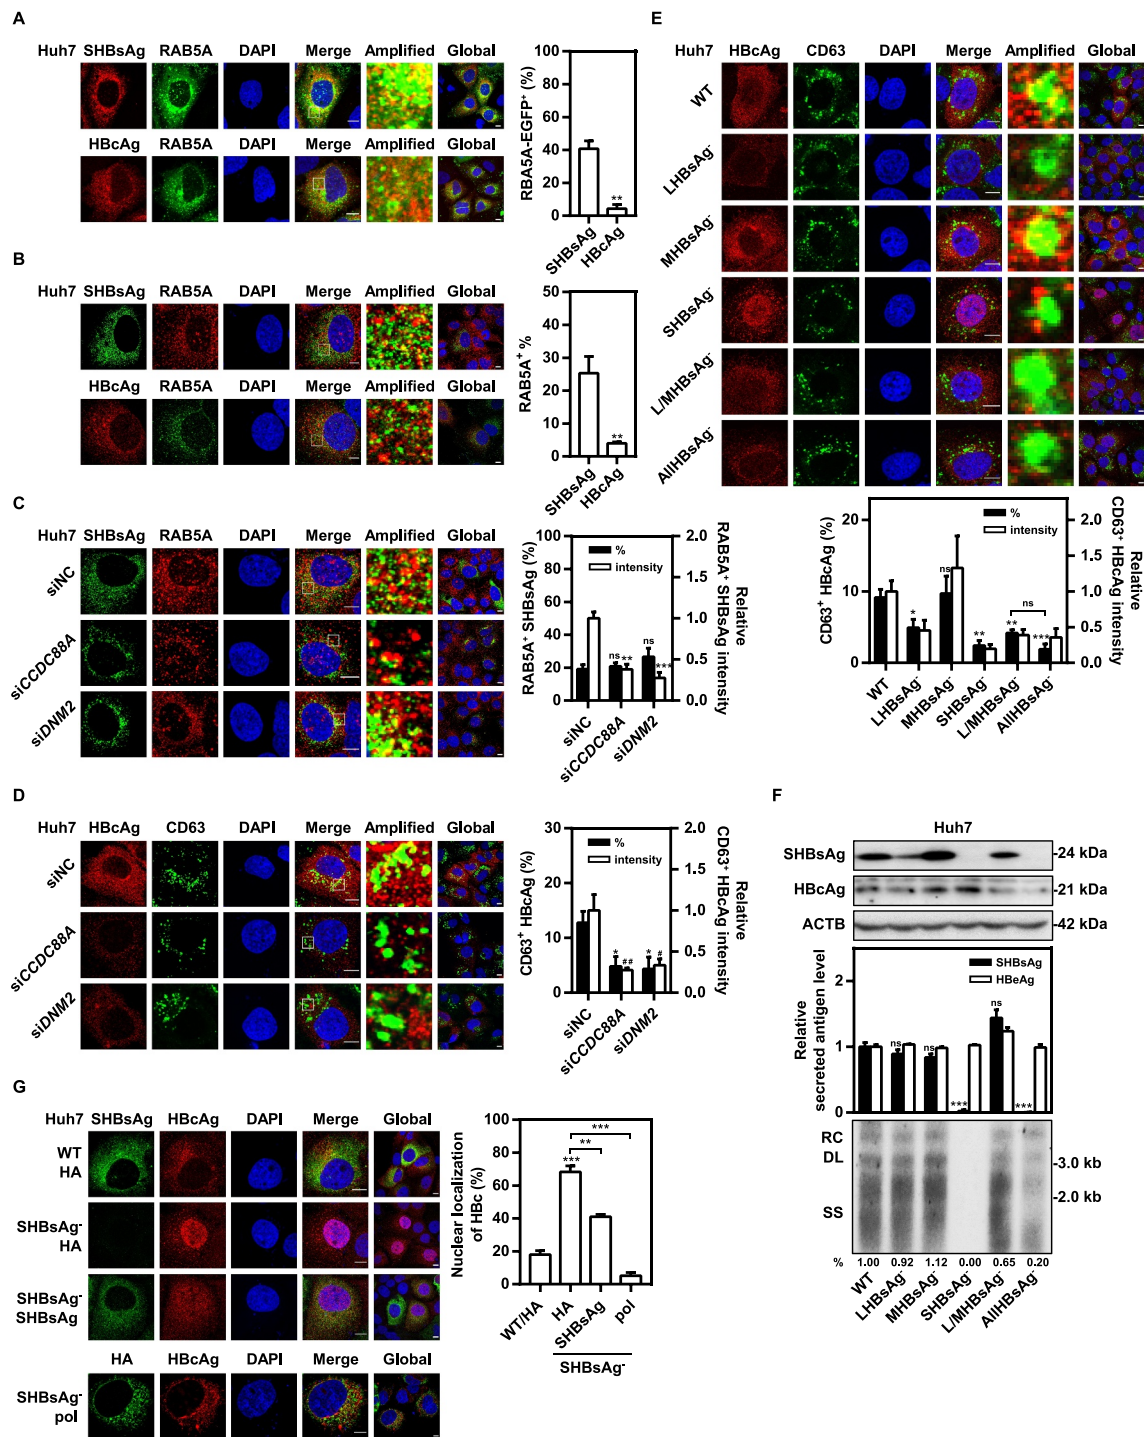 A
Huh7 SHBsAg RAB5A DAPI Merge Amplified Global
HBcAg RAB5A DAPI Merge Amplified Global
RBA5A-EGFP⁺ (%)
100
80
60
40
20
0
**
SHBsAg
HBcAg
B
Huh7 SHBsAg RAB5A DAPI Merge Amplified Global
HBcAg RAB5A DAPI Merge Amplified Global
RAB5A⁺ %
50
40
30
20
10
0
**
SHBsAg
HBcAg
C
Huh7 SHBsAg RAB5A DAPI Merge Amplified Global
siNC
siCCDC88A
siDNM2
RAB5A⁺ SHBsAg (%)
100
80
60
40
20
0
% 
intensity
ns ** ns ***
2.0
1.5
1.0
0.5
0.0
Relative
RAB5A⁺ SHBsAg intensity
siNC
siCCDC88A
siDNM2
D
Huh7 HBcAg CD63 DAPI Merge Amplified Global
siNC
siCCDC88A
siDNM2
CD63⁺ HBcAg (%)
30
20
10
0
%
intensity
* ## * #
2.0
1.5
1.0
0.5
0.0
Relative
CD63⁺ HBcAg intensity
siNC
siCCDC88A
siDNM2
E
Huh7 HBcAg CD63 DAPI Merge Amplified Global
WT
LHBsAg⁻
MHBsAg⁻
SHBsAg⁻
L/MHBsAg⁻
AllHBsAg⁻
CD63⁺ HBcAg (%)
20
10
0
%
intensity
* ns ** ** *** ns
2.0
1.5
1.0
0.5
0.0
Relative
CD63⁺ HBcAg intensity
WT
LHBsAg⁻
MHBsAg⁻
SHBsAg⁻
L/MHBsAg⁻
AllHBsAg⁻
F
Huh7
SHBsAg -24 kDa
HBcAg -21 kDa
ACTB -42 kDa
Relative
secreted antigen level
2
1
0
SHBsAg
HBeAg
ns ns *** ns ***
RC
DL
SS
-3.0 kb
-2.0 kb
% 1.00 0.92 1.12 0.00 0.65 0.20
WT
LHBsAg⁻
MHBsAg⁻
SHBsAg⁻
L/MHBsAg⁻
AllHBsAg⁻
G
Huh7 SHBsAg HBcAg DAPI Merge Global
WT
HA
SHBsAg⁻
HA
SHBsAg⁻
SHBsAg
HA HBcAg DAPI Merge Global
SHBsAg⁻
pol
Nuclear localization
of HBc (%)
100
80
60
40
20
0
***
**
***
WT/HA
HA
SHBsAg
pol
SHBsAg⁻